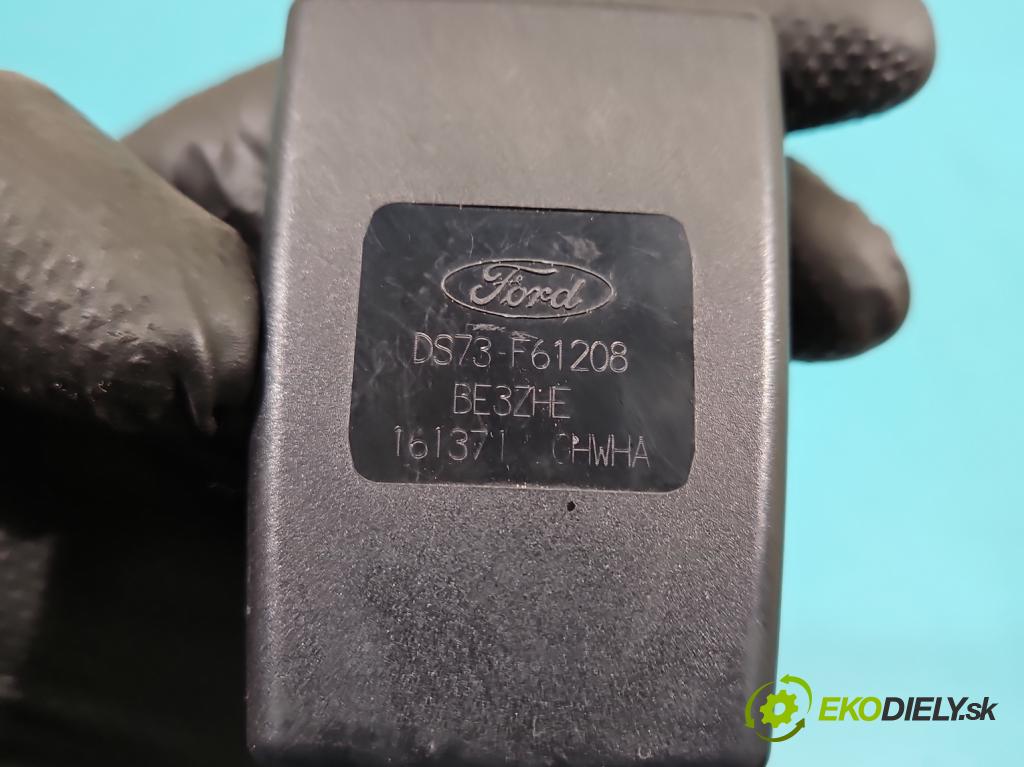 Ford
DS73-F61208
BE3ZHE
161371 CHWHA
EKODIELY.sk